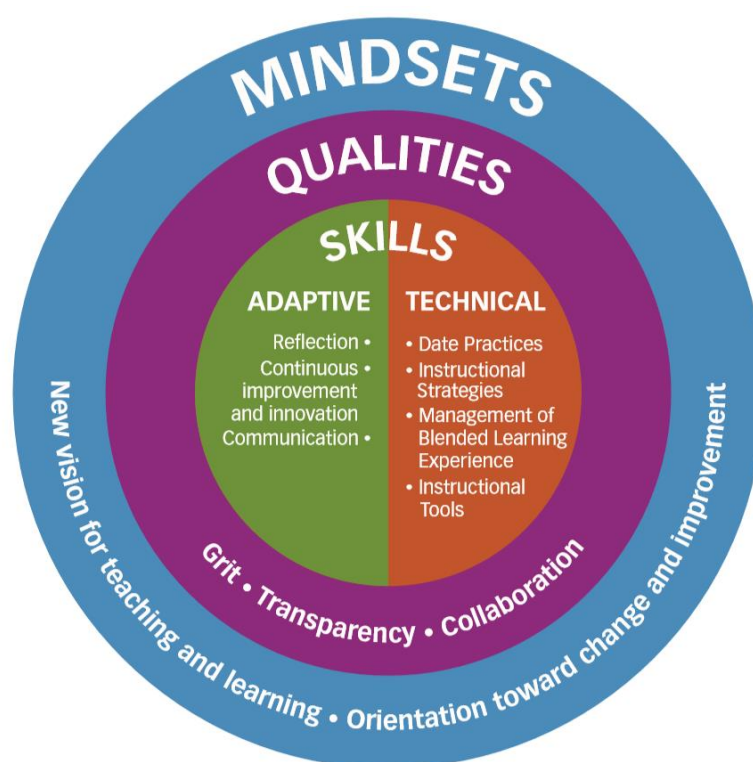 MINDSETS
QUALITIES
SKILLS
ADAPTIVE
Reflection •
Continuous •
improvement
and innovation
Communication •
TECHNICAL
• Date Practices
• Instructional
Strategies
• Management of
Blended Learning
Experience
• Instructional
Tools
Grit • Transparency • Collaboration
New vision for teaching and learning • Orientation toward change and improvement